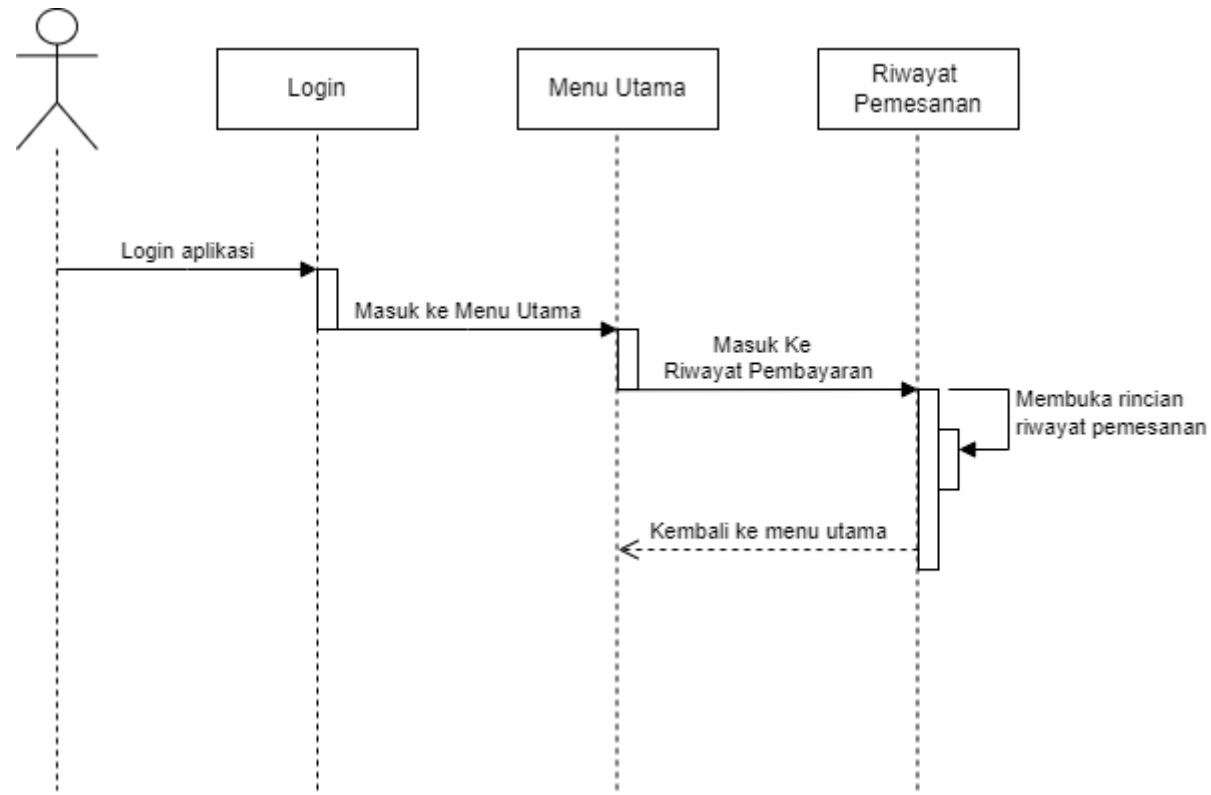 Login
Menu Utama
Riwayat
Pemesanan
Login aplikasi
Masuk ke Menu Utama
Masuk Ke
Riwayat Pembayaran
Membuka rincian
riwayat pemesanan
Kembali ke menu utama